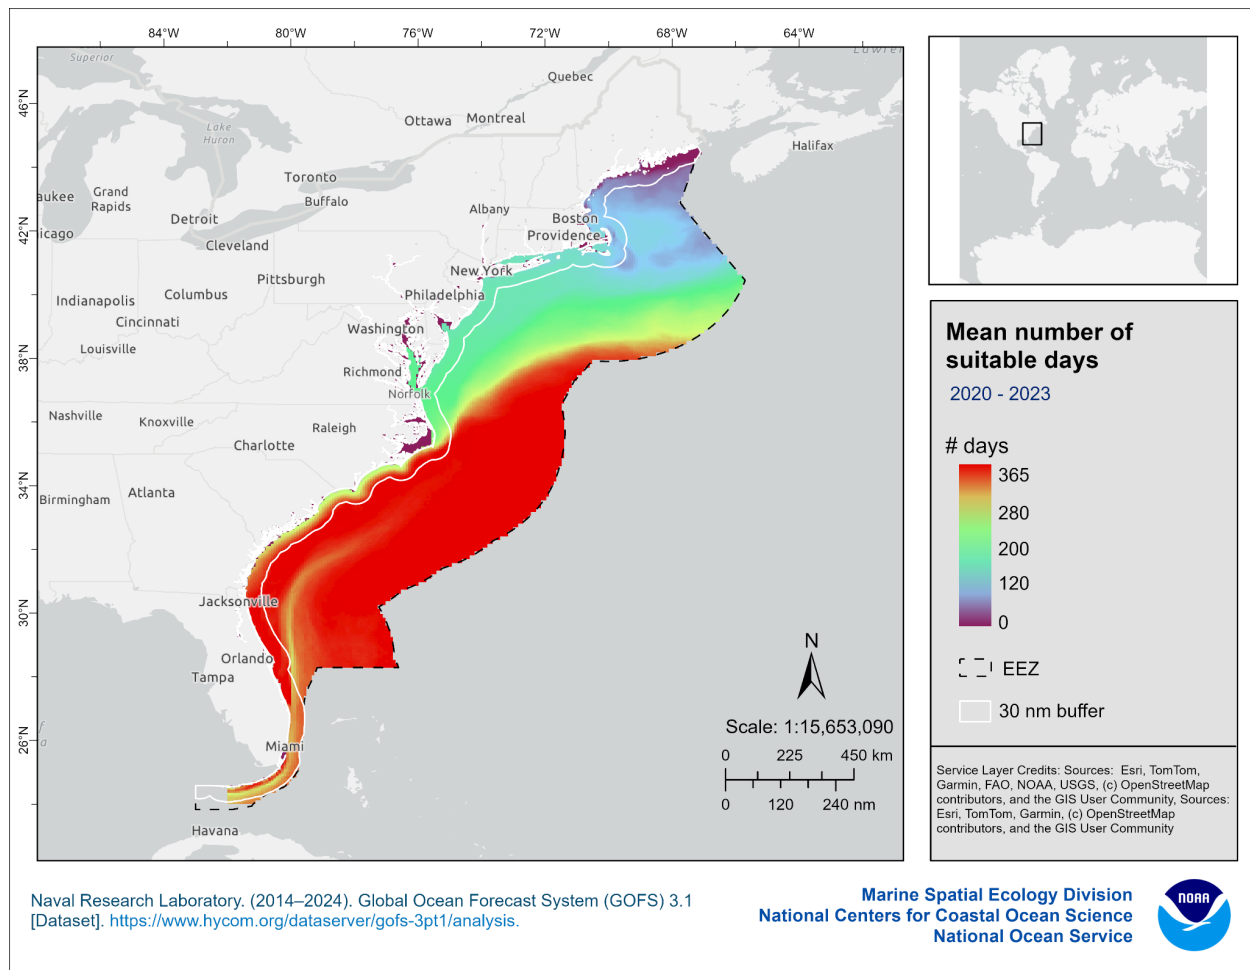 84°W 80°W 76°W 72°W 68°W 64°W
46°N
42°N
38°N
34°N
30°N
26°N
Superior
Quebec
Ottawa Montreal
Lake
Huron
Halifax
Toronto
Buffalo
aukee
Grand
Rapids
Albany
Detroit
Boston
icago
Cleveland
Providence
New York
Pittsburgh
Columbus
Philadelphia
Indianapolis
Cincinnati
Washington
Louisville
Richmond
Norfolk
Nashville
Knoxville
Raleigh
Charlotte
Birmingham
Atlanta
Jacksonville
Orlando
Tampa
Miami
Havana
N
Scale: 1:15,653,090
0 225 450 km
0 120 240 nm
Mean number of
suitable days
2020 - 2023
# days
365
280
200
120
0
EEZ
30 nm buffer
Service Layer Credits: Sources: Esri, TomTom,
Garmin, FAO, NOAA, USGS, (c) OpenStreetMap
contributors, and the GIS User Community, Sources:
Esri, TomTom, Garmin, (c) OpenStreetMap
contributors, and the GIS User Community
Naval Research Laboratory. (2014–2024). Global Ocean Forecast System (GOFS) 3.1
[Dataset]. https://www.hycom.org/dataserver/gofs-3pt1/analysis.
Marine Spatial Ecology Division
National Centers for Coastal Ocean Science
National Ocean Service
NOAA